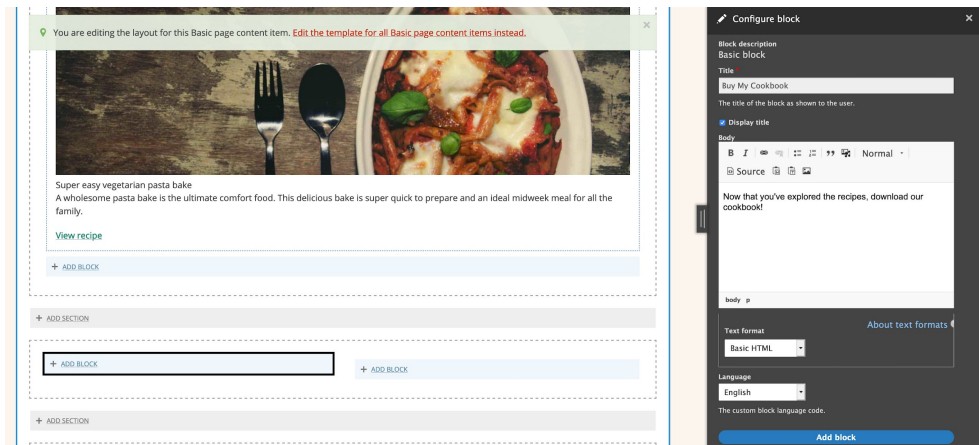 You are editing the layout for this Basic page content item. Edit the template for all Basic page content items instead.
Super easy vegetarian pasta bake
A wholesome pasta bake is the ultimate comfort food. This delicious bake is super quick to prepare and an ideal midweek meal for all the
family.
View recipe
+ ADD BLOCK
+ ADD SECTION
+ ADD BLOCK
+ ADD BLOCK
+ ADD SECTION
Configure block
Block description
Basic block
Title
Buy My Cookbook
The title of the block as shown to the user.
Display title
Body
B I Normal
Source
Now that you've explored the recipes, download our
cookbook!
body p
About text formats
Text format
Basic HTML
Language
English
The custom block language code.
Add block